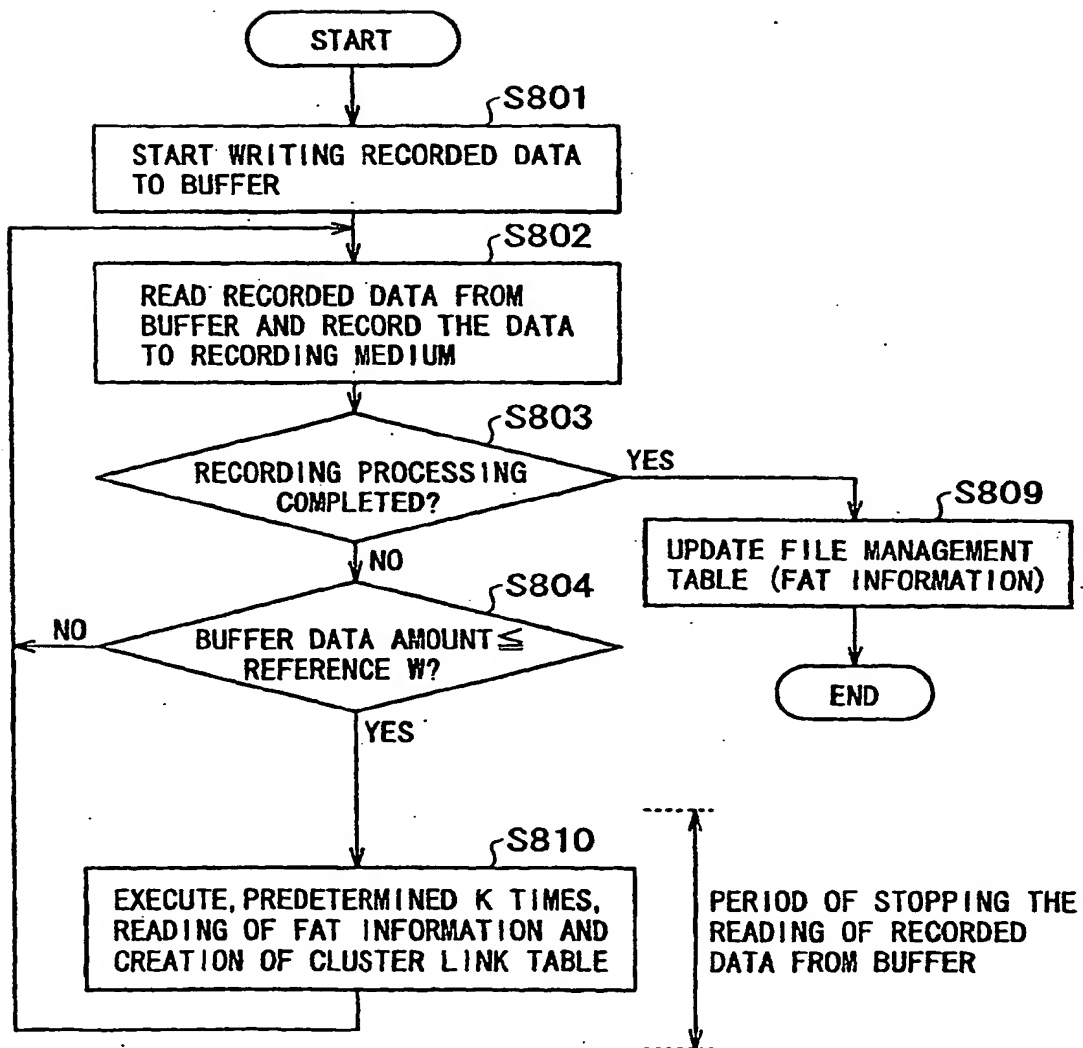 START
S801
START WRITING RECORDED DATA
TO BUFFER
S802
READ RECORDED DATA FROM
BUFFER AND RECORD THE DATA
TO RECORDING MEDIUM
S803
RECORDING PROCESSING
COMPLETED?
YES
S809
UPDATE FILE MANAGEMENT
TABLE (FAT INFORMATION)
END
NO
S804
BUFFER DATA AMOUNT ≦
REFERENCE W?
NO
YES
S810
EXECUTE, PREDETERMINED K TIMES,
READING OF FAT INFORMATION AND
CREATION OF CLUSTER LINK TABLE
PERIOD OF STOPPING THE
READING OF RECORDED
DATA FROM BUFFER